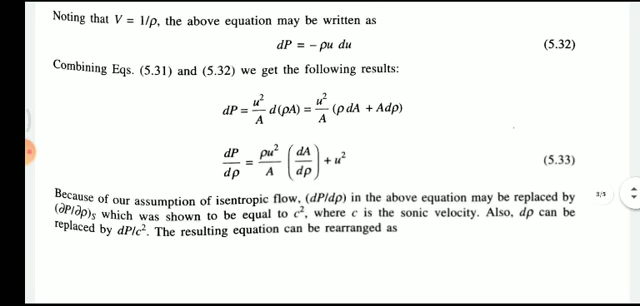 Noting that V = 1/ρ, the above equation may be written as
dP = – ρu du (5.32)
Combining Eqs. (5.31) and (5.32) we get the following results:
dP = u²/A d(ρA) = u²/A (ρ dA + Adρ)
dP/dρ = ρu²/A (dA/dρ) + u² (5.33)
Because of our assumption of isentropic flow, (dP/dρ) in the above equation may be replaced by
(∂P/∂ρ)s which was shown to be equal to c², where c is the sonic velocity. Also, dρ can be
replaced by dP/c². The resulting equation can be rearranged as
3/5